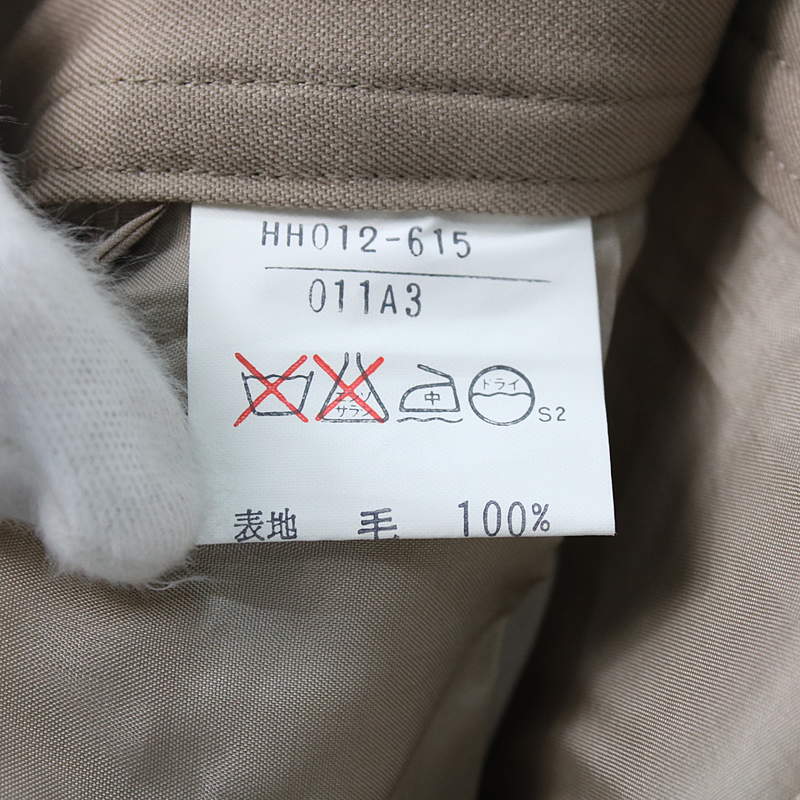 HH012-615
011A3
エンソ
サラシ
中
ドライ
S2
表地 毛 100%